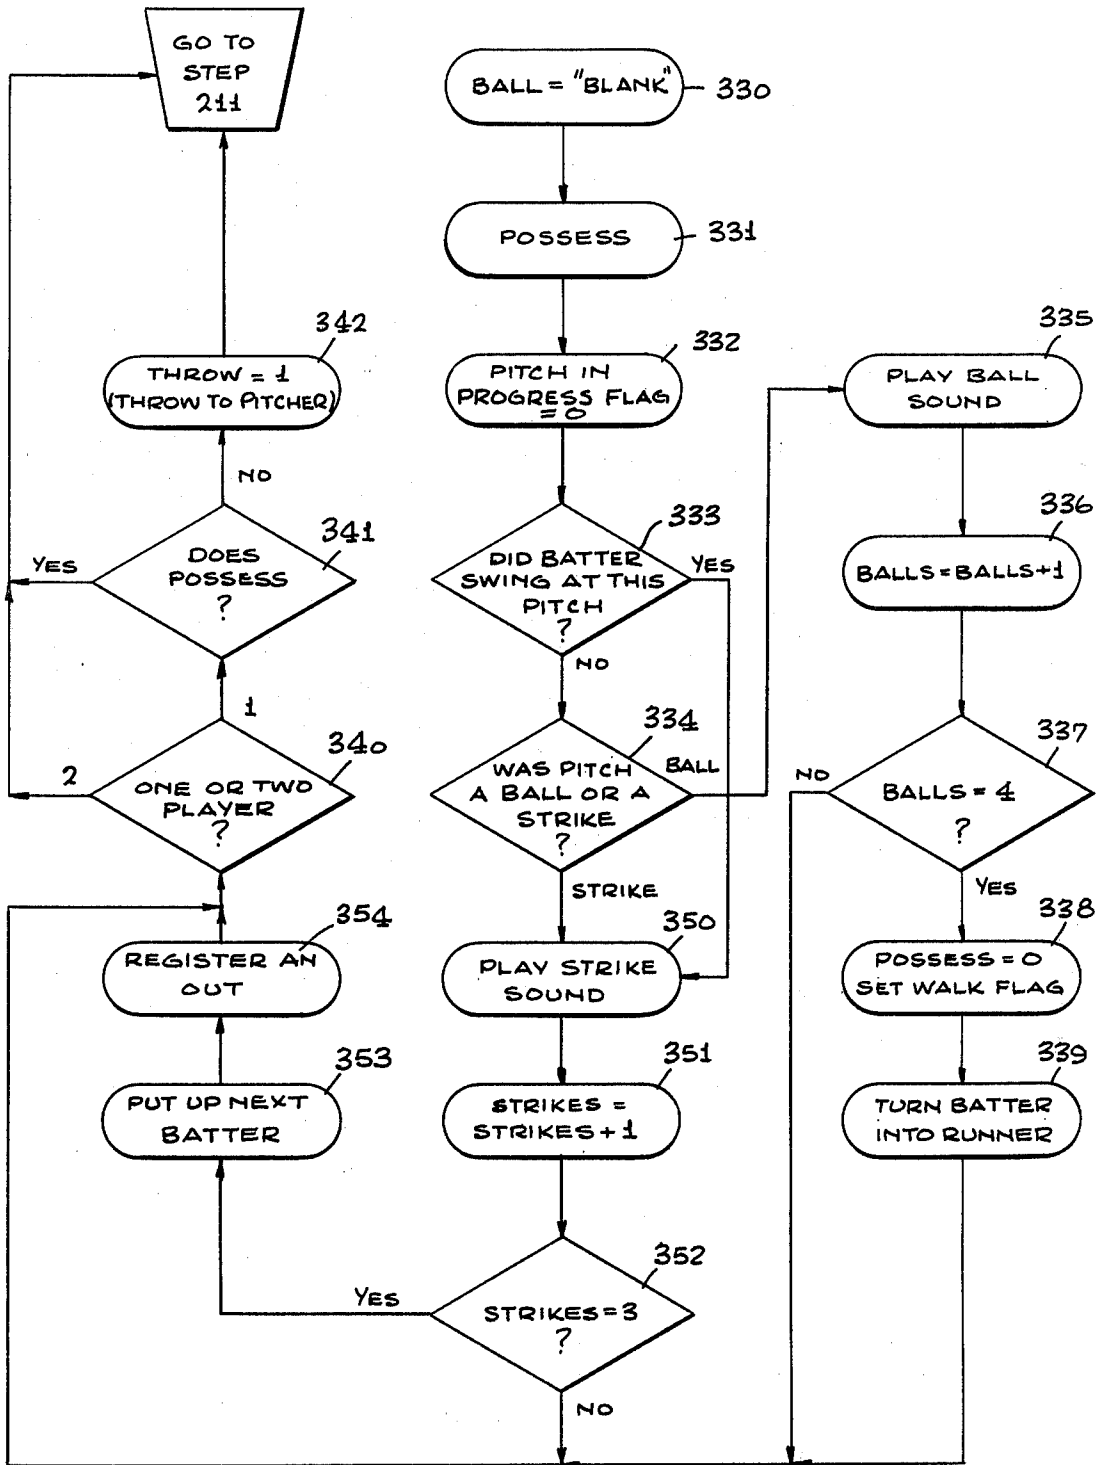 GO TO
STEP
211
BALL = "BLANK"
330
POSSESS
331
PITCH IN
PROGRESS FLAG
= 0
332
DID BATTER
SWING AT THIS
PITCH
?
333
YES
NO
WAS PITCH
A BALL OR A
STRIKE
?
334
BALL
STRIKE
PLAY BALL
SOUND
335
BALLS = BALLS + 1
336
BALLS = 4
?
337
NO
YES
POSSESS = 0
SET WALK FLAG
338
TURN BATTER
INTO RUNNER
339
PLAY STRIKE
SOUND
350
STRIKES =
STRIKES + 1
351
STRIKES = 3
?
352
YES
NO
PUT UP NEXT
BATTER
353
REGISTER AN
OUT
354
ONE OR TWO
PLAYER
?
340
2
1
DOES
POSSESS
?
341
YES
NO
THROW = 1
(THROW TO PITCHER)
342